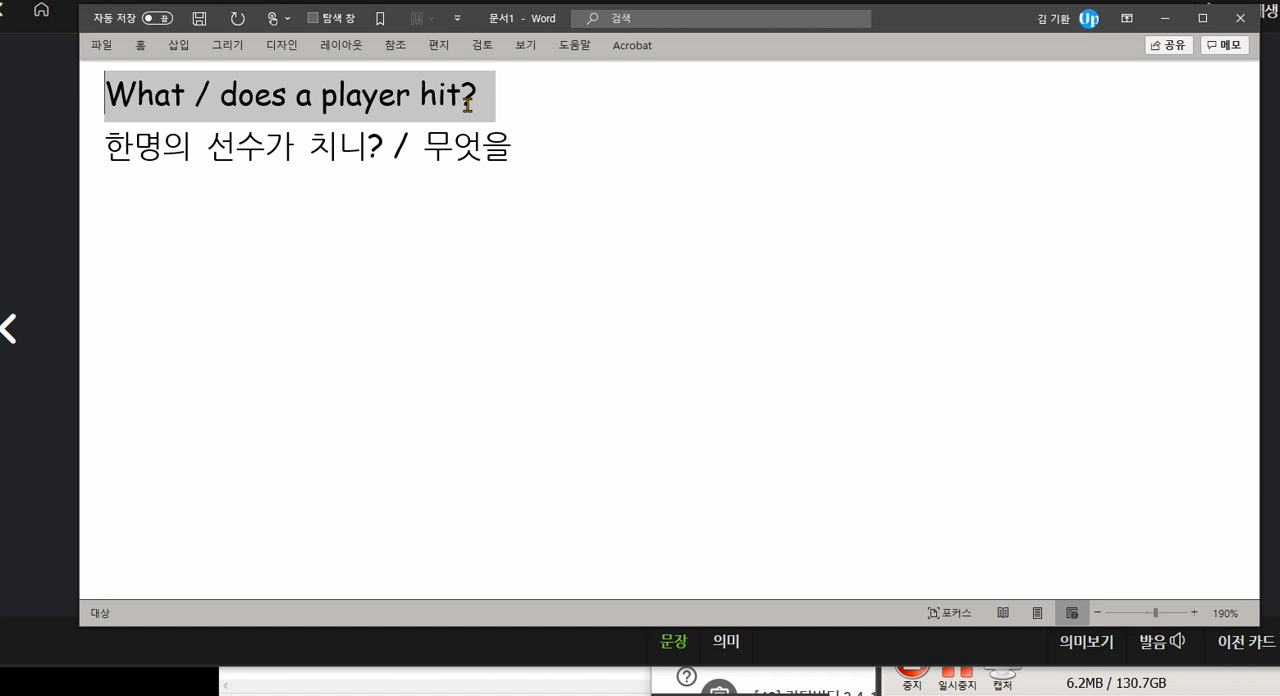 자동 저장 끔 탐색 창 문서1 - Word 검색 김 기환 Up
파일 홈 삽입 그리기 디자인 레이아웃 참조 편지 검토 보기 도움말 Acrobat 공유 메모
What / does a player hit?
한명의 선수가 치니? / 무엇을
대상 포커스 190%
문장 의미 의미보기 발음 이전 카드
중지 일시중지 캡처 6.2MB / 130.7GB